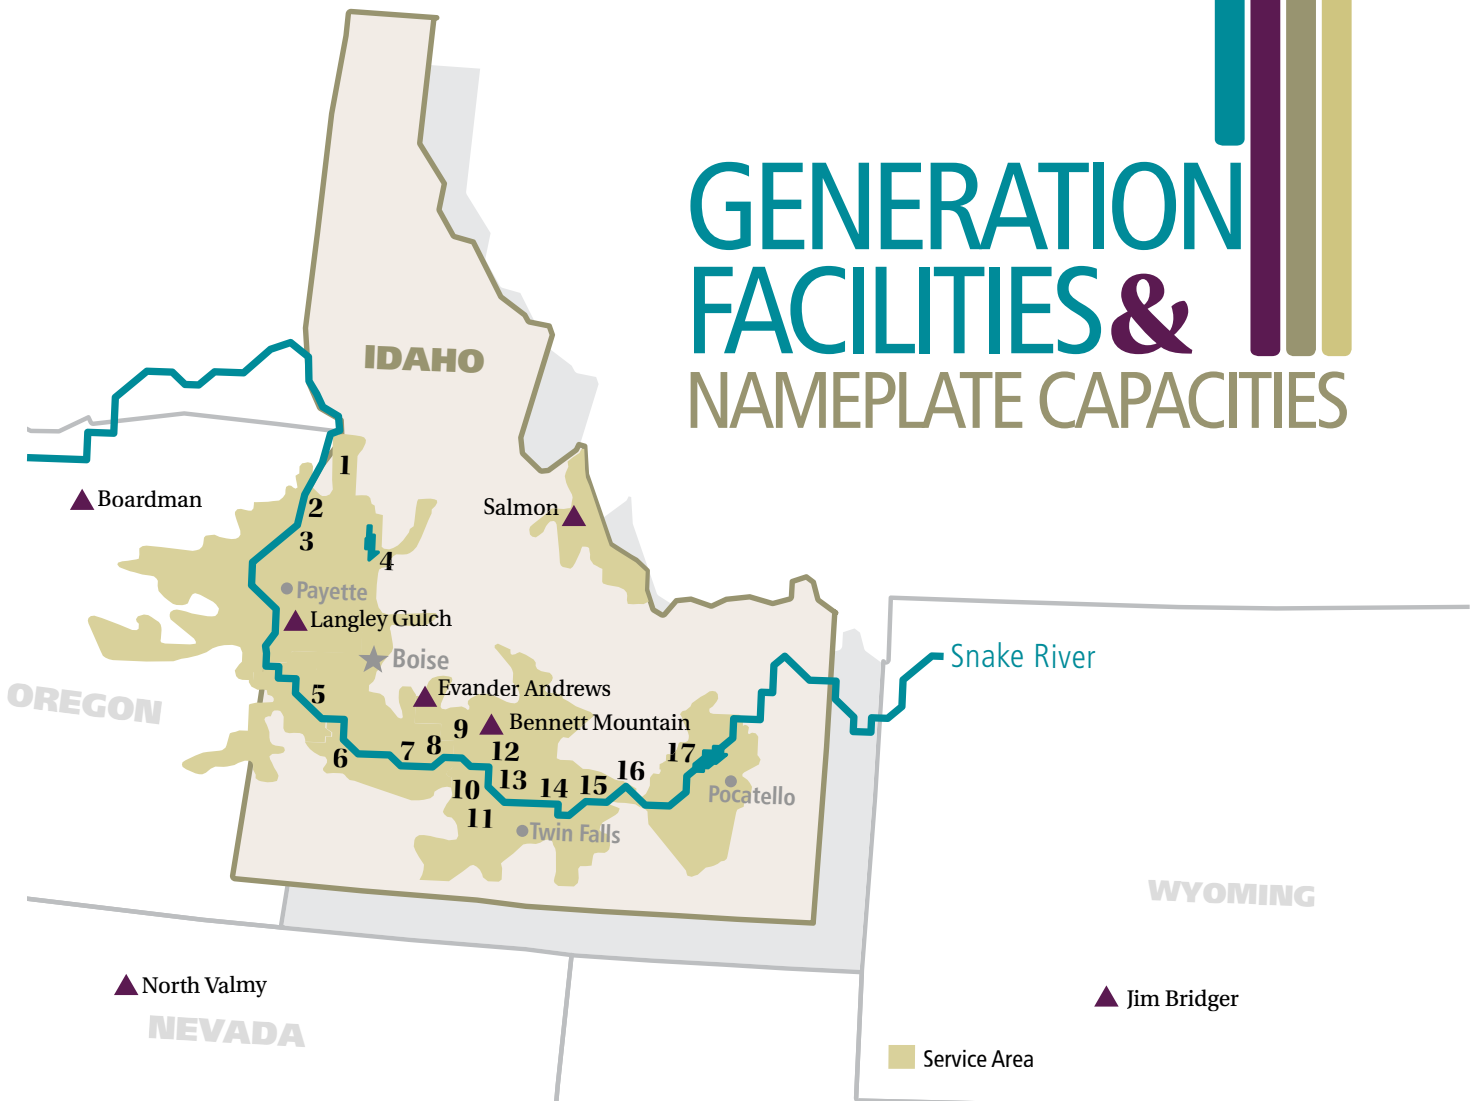 GENERATION
FACILITIES &
NAMEPLATE CAPACITIES
IDAHO
1
Boardman
2
Salmon
3
4
Payette
Langley Gulch
Boise
Snake River
Evander Andrews
5
OREGON
Bennett Mountain
9
6
7
8
12
17
16
13
10
14
15
Pocatello
11
Twin Falls
WYOMING
North Valmy
Jim Bridger
NEVADA
Service Area